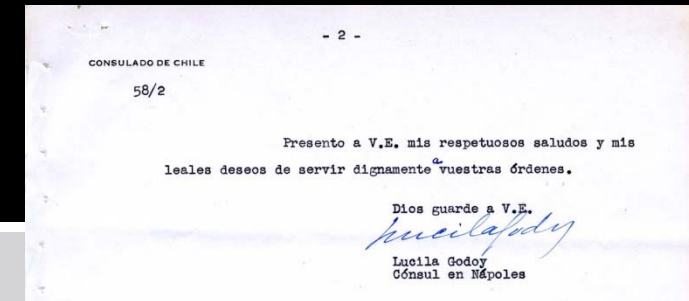 - 2 -
CONSULADO DE CHILE
58/2
Presento a V.E. mis respetuosos saludos y mis
leales deseos de servir dignamente a vuestras órdenes.
Dios guarde a V.E.
Lucila Godoy
Lucila Godoy
Cónsul en Nápoles